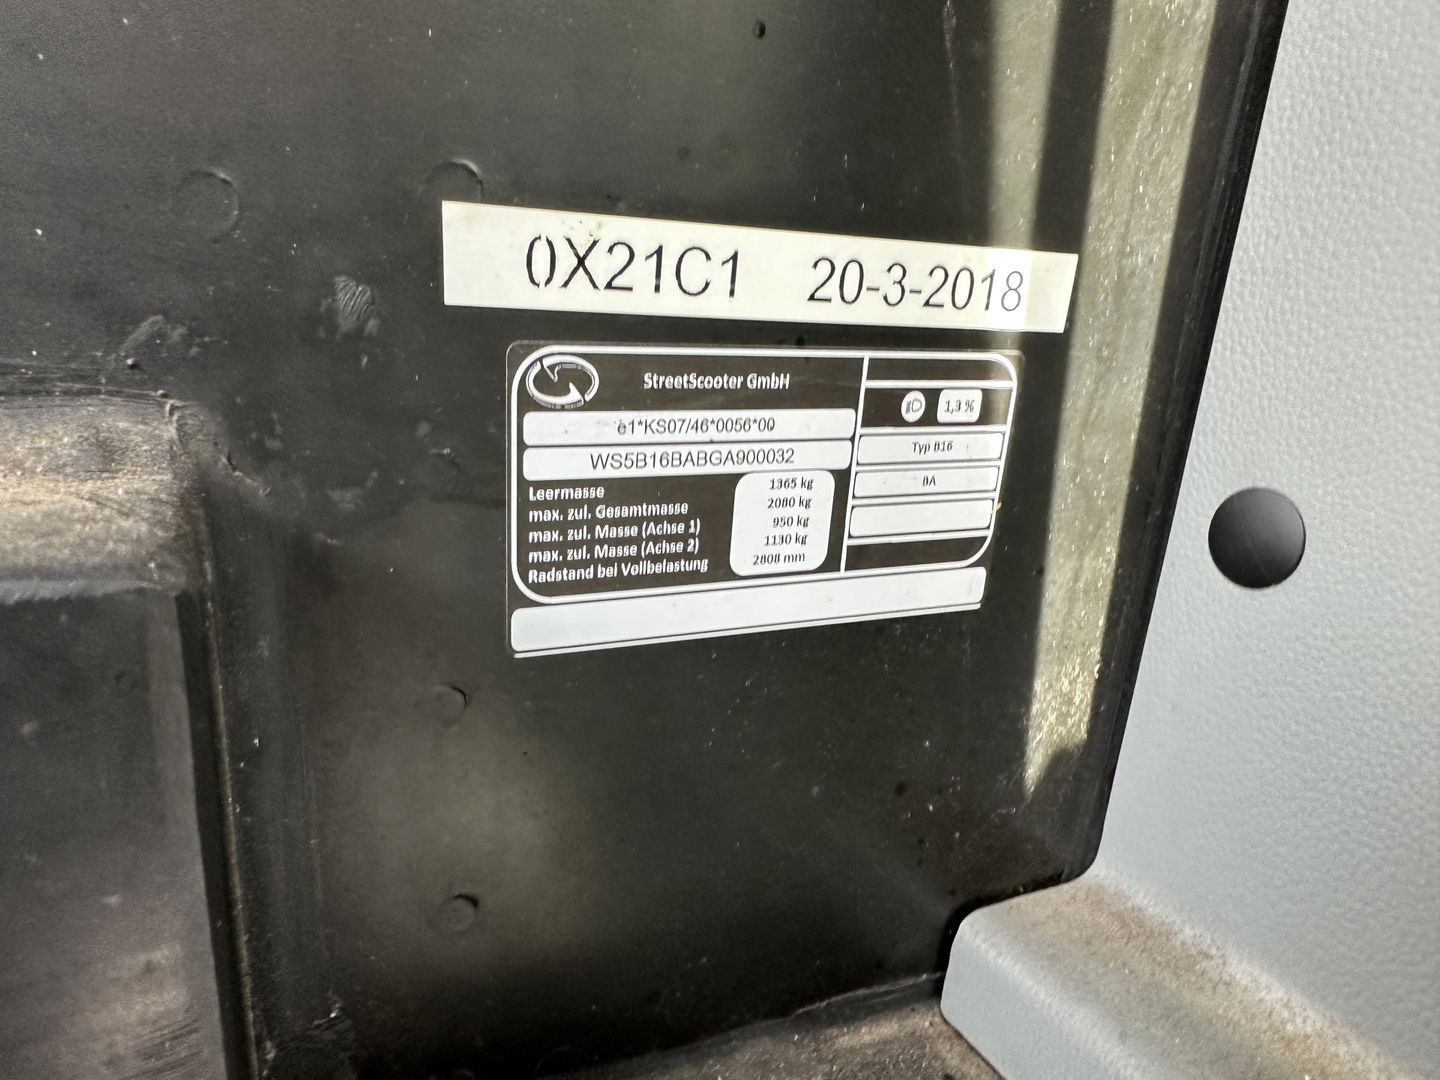 0X21C1 20-3-2018
StreetScooter GmbH
1,3 %
e1*KS07/46*0056*00
Typ B16
WS5B16BABGA900032
BA
Leermasse 1365 kg
max. zul. Gesamtmasse 2080 kg
max. zul. Masse (Achse 1) 950 kg
max. zul. Masse (Achse 2) 1130 kg
Radstand bei Vollbelastung 2808 mm